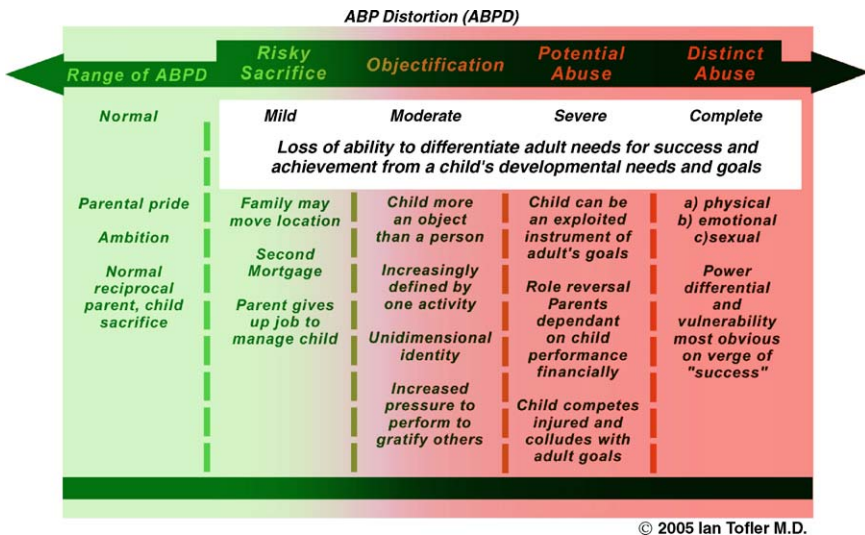 ABP Distortion (ABPD)
Range of ABPD
Risky
Sacrifice
Objectification
Potential
Abuse
Distinct
Abuse
Normal
Mild
Moderate
Severe
Complete
Loss of ability to differentiate adult needs for success and
achievement from a child's developmental needs and goals
Parental pride
Ambition
Normal
reciprocal
parent, child
sacrifice
Family may
move location
Second
Mortgage
Parent gives
up job to
manage child
Child more
an object
than a person
Increasingly
defined by
one activity
Unidimensional
identity
Increased
pressure to
perform to
gratify others
Child can be
an exploited
instrument of
adult's goals
Role reversal
Parents
dependant
on child
performance
financially
Child competes
injured and
colludes with
adult goals
a) physical
b) emotional
c)sexual
Power
differential
and
vulnerability
most obvious
on verge of
"success"
© 2005 Ian Tofler M.D.